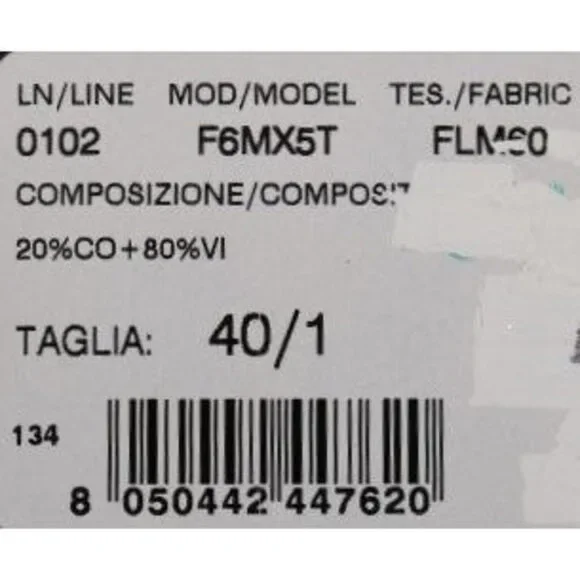 LN/LINE MOD/MODEL TES./FABRIC
0102 F6MX5T
COMPOSIZIONE/
20%CO+80%VI
TAGLIA: 40/1
134
8 050442 447620